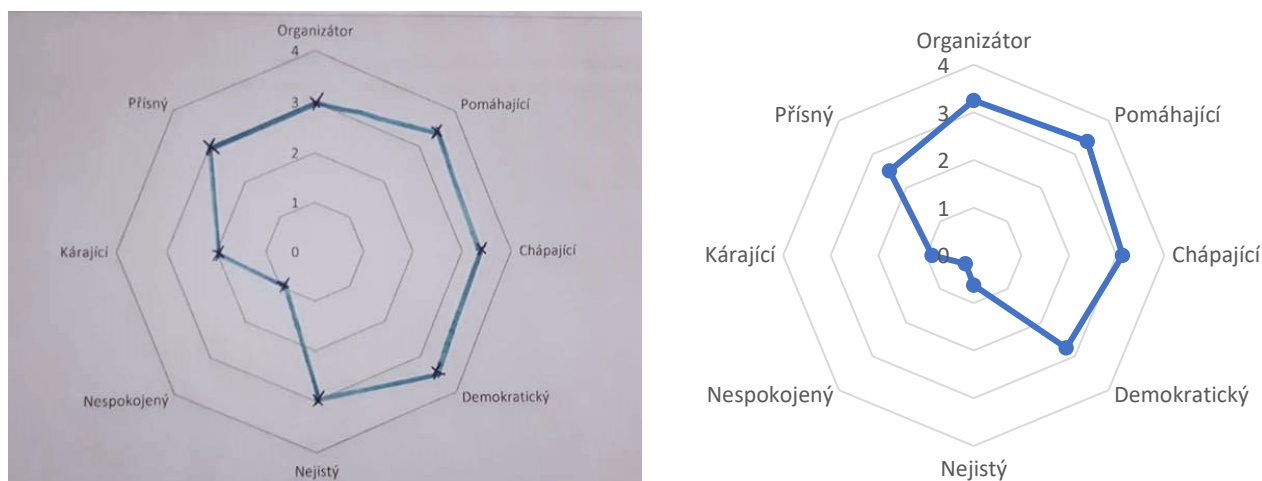 Organizátor
4
Přísný
3
Pomáhající
2
1
Kárající
0
Chápající
Nespokojený
Demokratický
Nejistý
Organizátor
4
Přísný
3
Pomáhající
2
1
Kárající
0
Chápající
Nespokojený
Demokratický
Nejistý